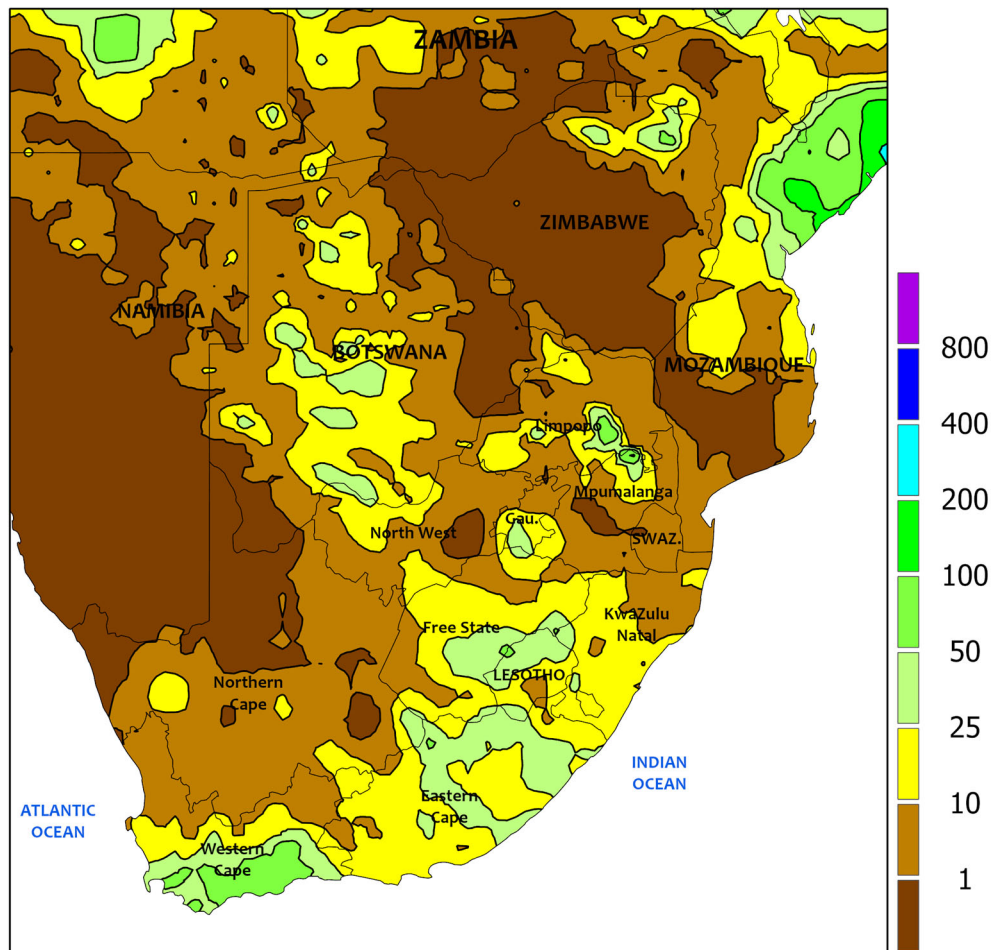 ZAMBIA
ZIMBABWE
NAMIBIA
BOTSWANA
MOZAMBIQUE
Limpopo
Mpumalanga
Gau.
North West
SWAZ.
KwaZulu
Natal
Free State
LESOTHO
Northern
Cape
INDIAN
OCEAN
Eastern
Cape
ATLANTIC
OCEAN
Western
Cape
800
400
200
100
50
25
10
1